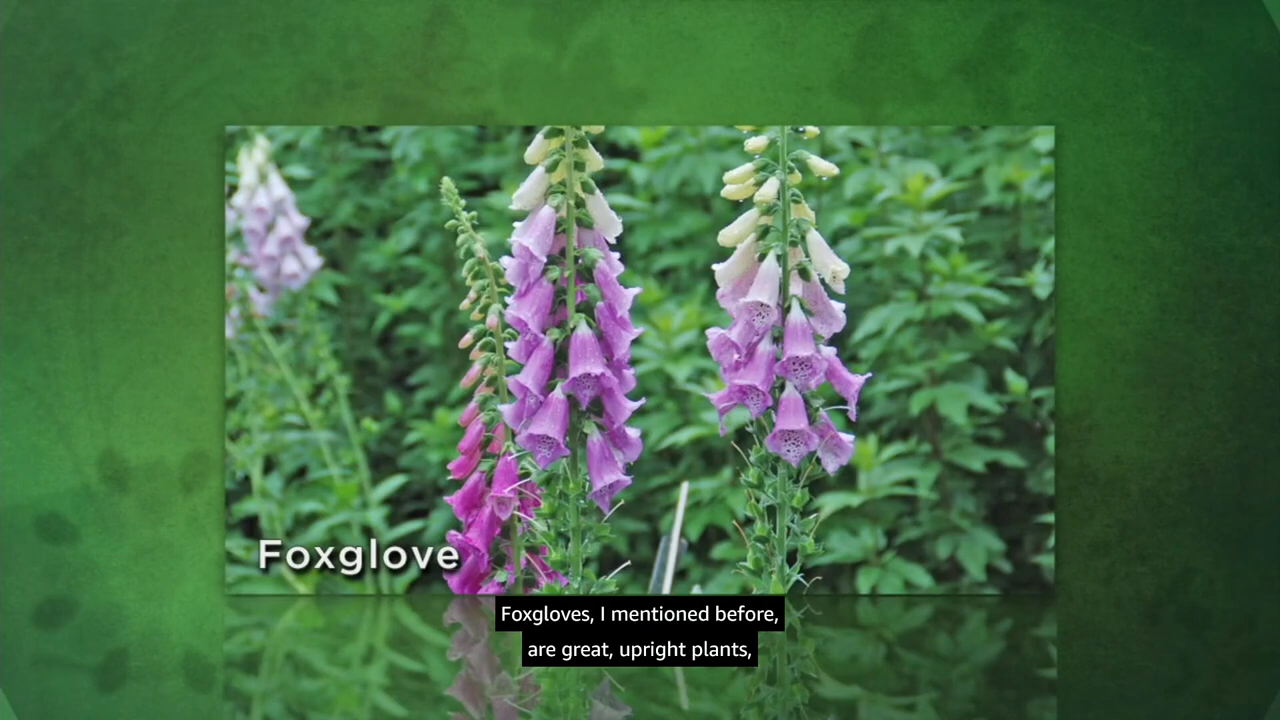 Foxglove
Foxgloves, I mentioned before,
are great, upright plants,